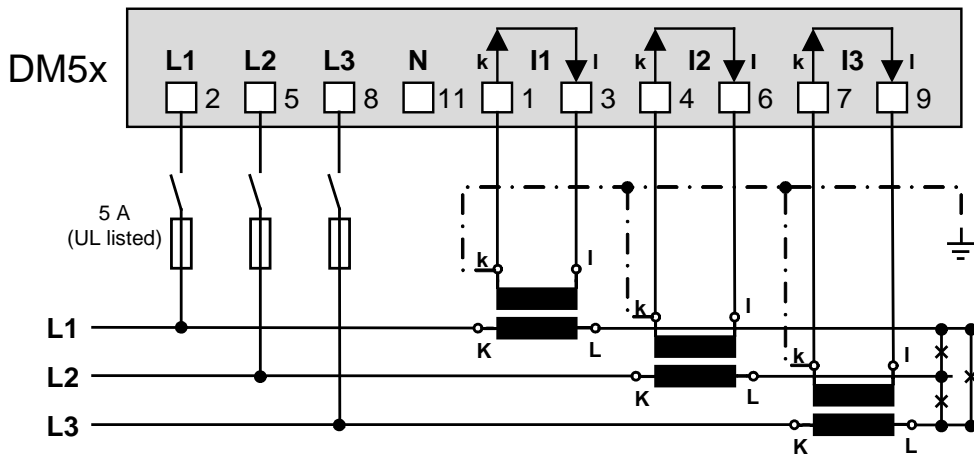 DM5x
L1 L2 L3 N k I1 l k I2 l k I3 l
2 5 8 11 1 3 4 6 7 9
5 A
(UL listed)
k l
k l
k l
L1
K L
L2
K L
L3
K L